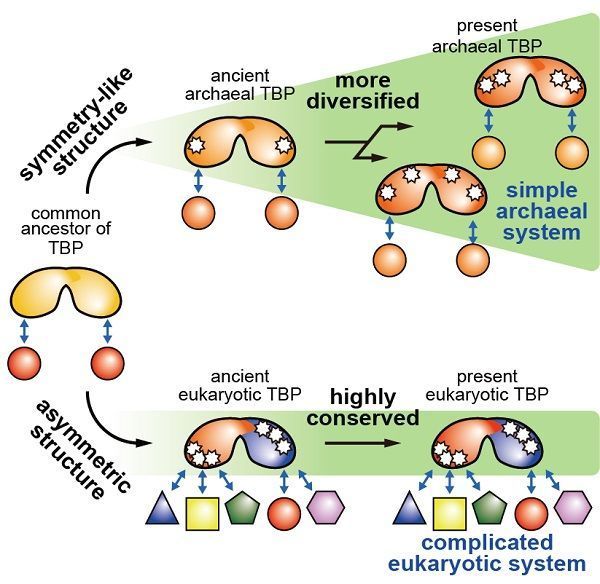 present
archaeal TBP
ancient
archaeal TBP
more
diversified
symmetry-like
structure
simple
archaeal
system
common
ancestor of
TBP
asymmetric
structure
ancient
eukaryotic TBP
highly
conserved
present
eukaryotic TBP
complicated
eukaryotic system